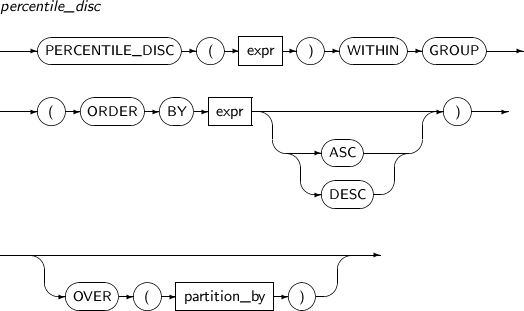 percentile_disc
PERCENTILE_DISC ( expr ) WITHIN GROUP
( ORDER BY expr )
ASC
DESC
OVER ( partition_by )